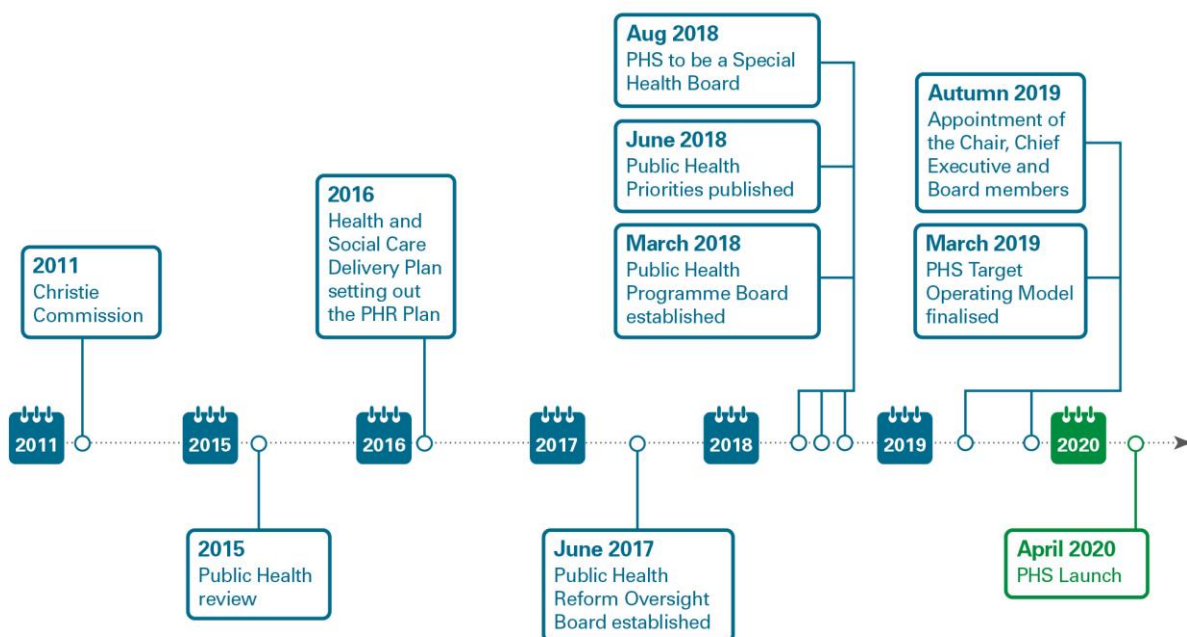 Aug 2018
PHS to be a Special
Health Board
June 2018
Public Health
Priorities published
March 2018
Public Health
Programme Board
established
Autumn 2019
Appointment of
the Chair, Chief
Executive and
Board members
March 2019
PHS Target
Operating Model
finalised
2016
Health and
Social Care
Delivery Plan
setting out
the PHR Plan
2011
Christie
Commission
2011
2015
2016
2017
2018
2019
2020
2015
Public Health
review
June 2017
Public Health
Reform Oversight
Board established
April 2020
PHS Launch